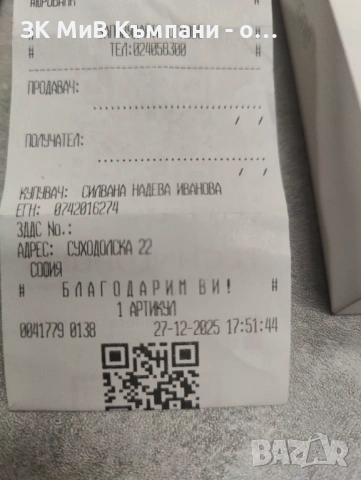 ЗК МиВ Къмпани - о...
# ТЕЛ:024058300 #
ПРОДАВАЧ:
/ /
ПОЛУЧАТЕЛ:
/ /
КУПУВАЧ: СИЛВАНА НАДЕВА ИВАНОВА
ЕГН: 0742016274
ЗДДС No.:
АДРЕС: СУХОДОЛСКА 22
СОФИЯ
# БЛАГОДАРИМ ВИ! #
1 АРТИКУЛ
0041779 0138 27-12-2025 17:51:44
BAZAR